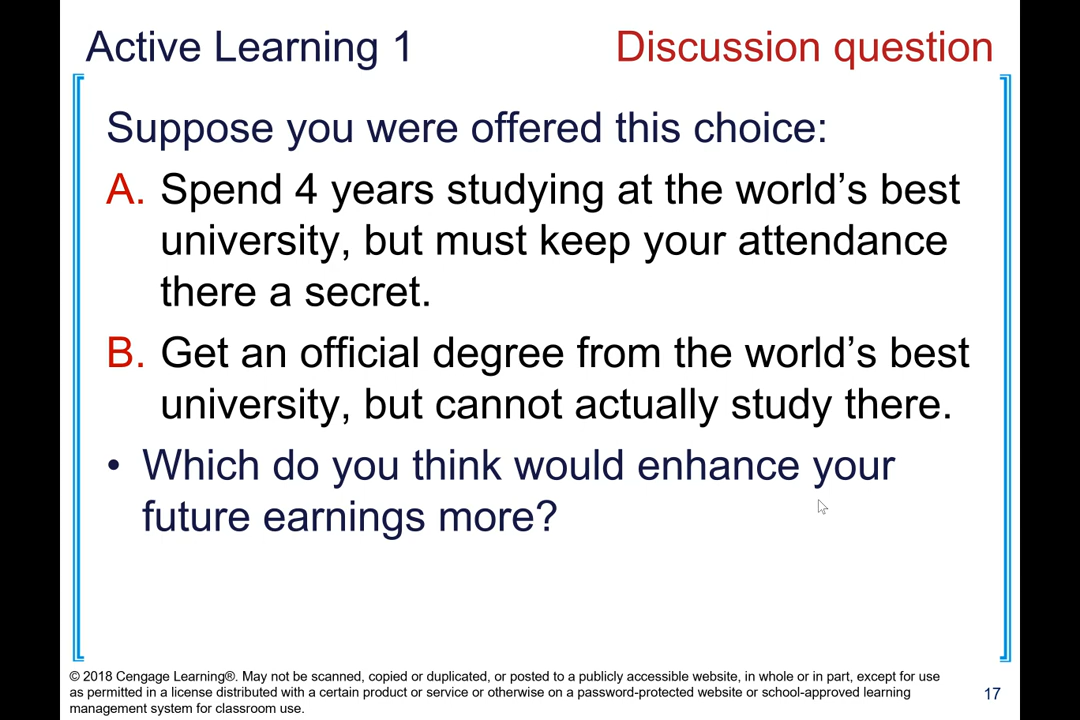 Active Learning 1 Discussion question
Suppose you were offered this choice:
A. Spend 4 years studying at the world’s best
university, but must keep your attendance
there a secret.
B. Get an official degree from the world’s best
university, but cannot actually study there.
• Which do you think would enhance your
future earnings more?
© 2018 Cengage Learning®. May not be scanned, copied or duplicated, or posted to a publicly accessible website, in whole or in part, except for use
as permitted in a license distributed with a certain product or service or otherwise on a password-protected website or school-approved learning
management system for classroom use.
17